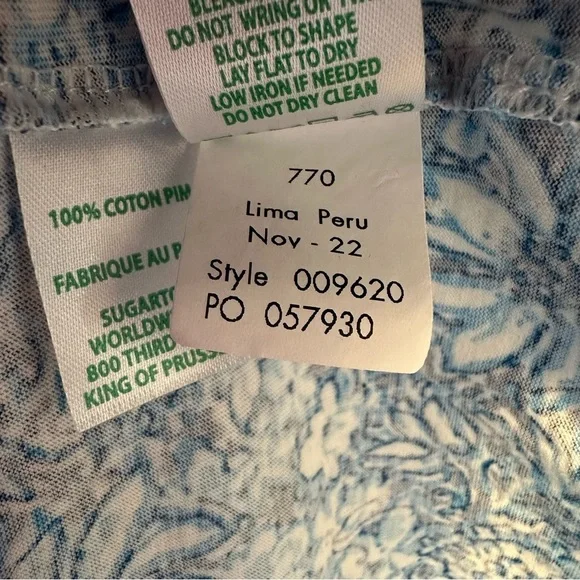 DO NOT WRING OR
BLOCK TO SHAPE
LAY FLAT TO DRY
LOW IRON IF NEEDED
DO NOT DRY CLEAN
770
Lima Peru
Nov - 22
Style 009620
PO 057930
100% COTON PIM
FABRIQUE AU P
SUGART
WORLDW
800 THIRD
KING OF PRUSS